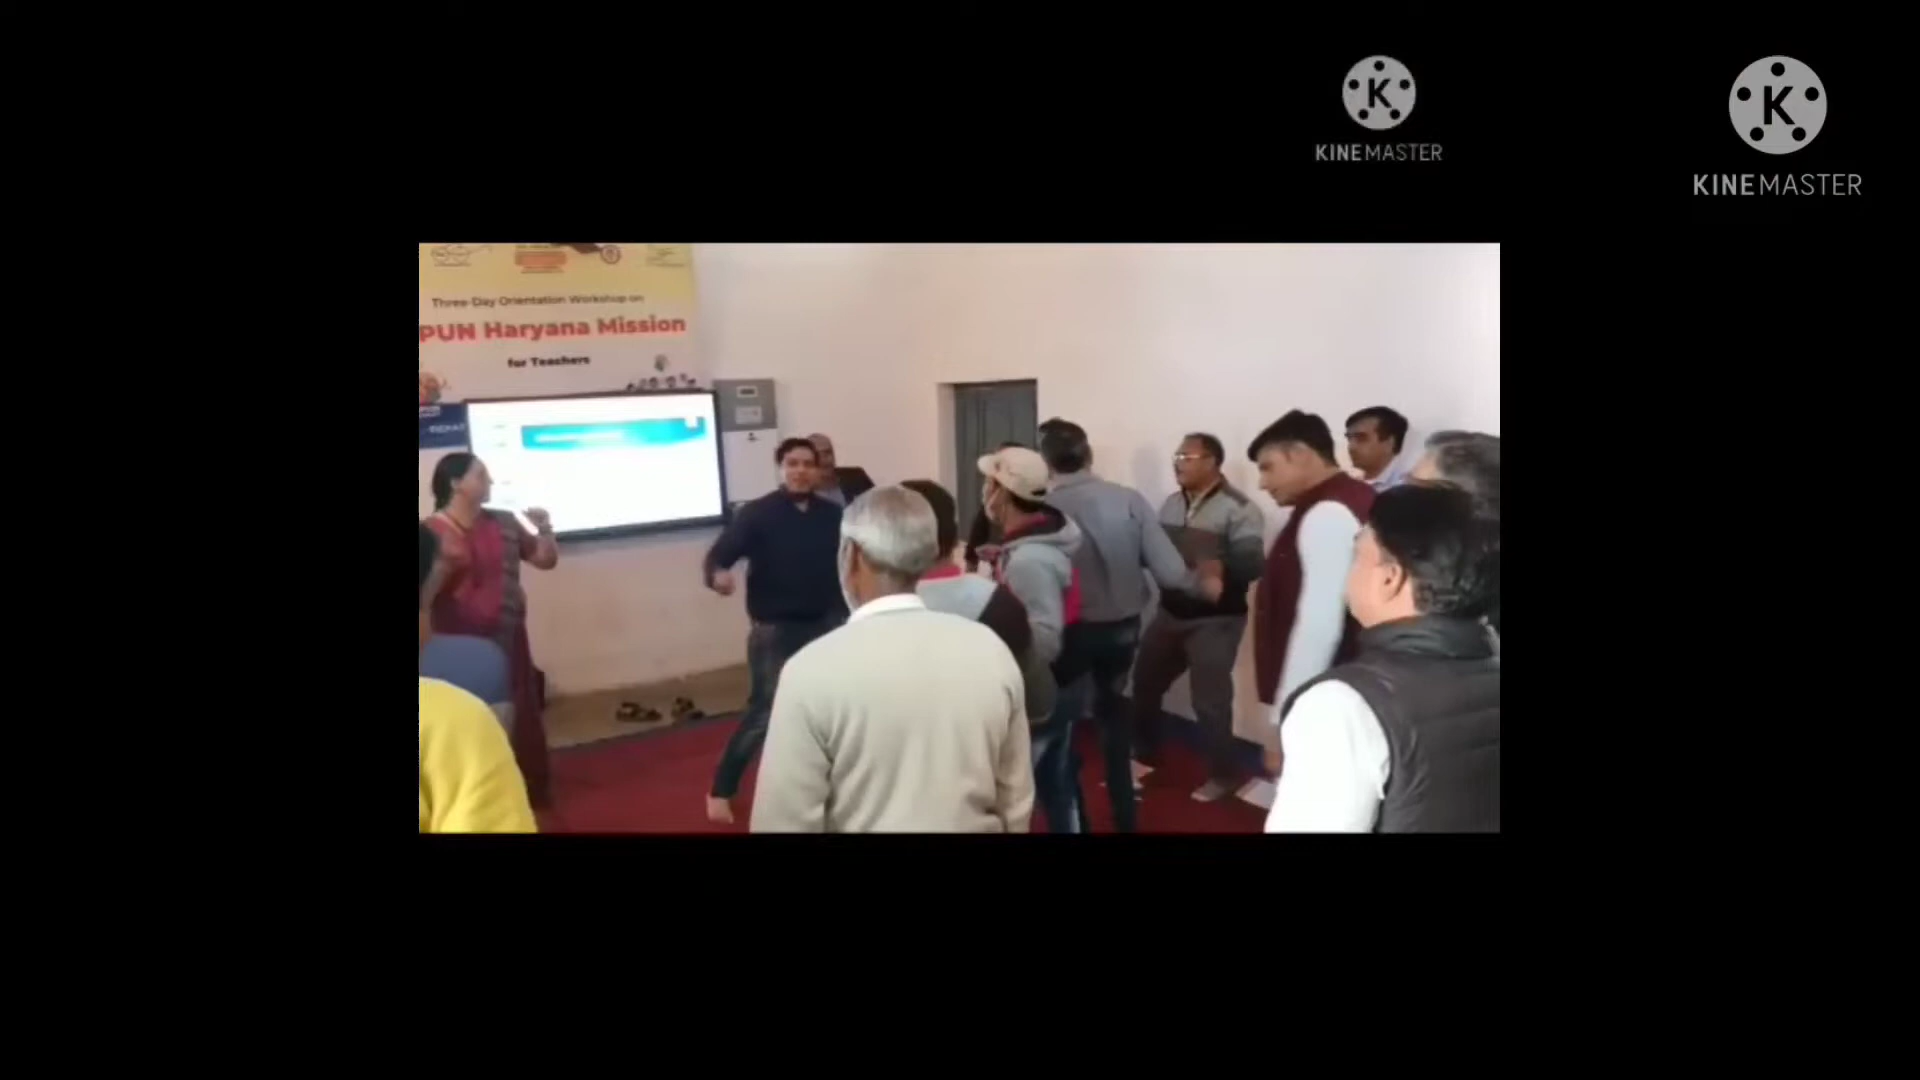 K
KINEMASTER
K
KINEMASTER
Three-Day Orientation Workshop on
PUN Haryana Mission
for Teachers